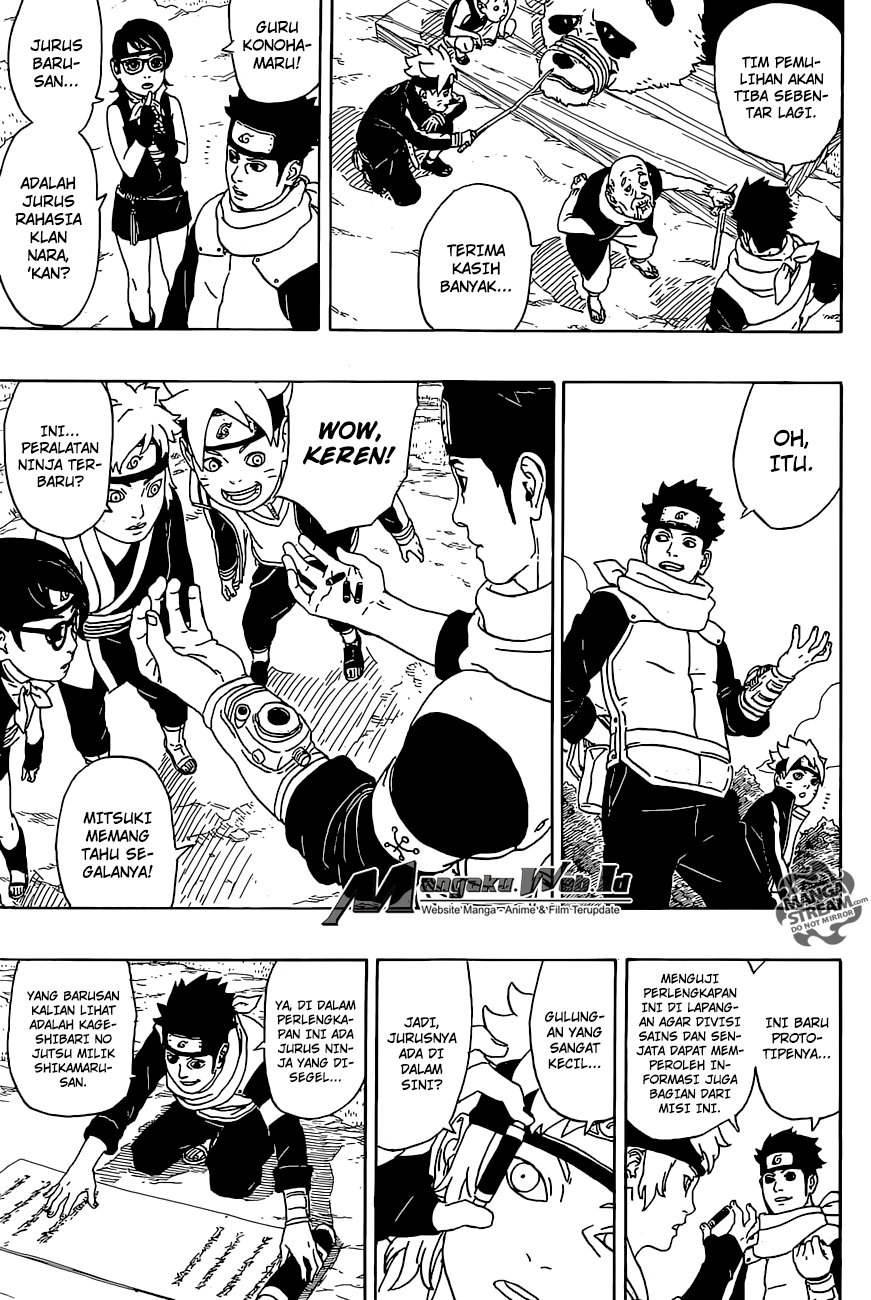 TIM PEMU-
LIHAN AKAN
TIBA SEBEN-
TAR LAGI.
TERIMA
KASIH
BANYAK...
GURU
KONOHA-
MARU!
JURUS
BARU-
SAN...
ADALAH
JURUS
RAHASIA
KLAN
NARA,
'KAN?
OH,
ITU.
WOW,
KEREN!
INI...
PERALATAN
NINJA TER-
BARU?
MITSUKI
MEMANG
TAHU SE-
GALANYA!
Mangaku.Web.Id
Website Manga - Anime & Film Terupdate
MANGA
STREAM.com
DO NOT MIRROR
INI BARU
PROTO-
TIPENYA...
MENGUJI
PERLENGKAPAN
INI DI LAPANG-
AN AGAR DIVISI
SAINS DAN SEN-
JATA DAPAT MEM-
PEROLEH IN-
FORMASI JUGA
BAGIAN DARI
MISI INI.
GULUNG-
AN YANG
SANGAT
KECIL...
JADI,
JURUSNYA
ADA DI
DALAM
SINI?
YA, DI DALAM
PERLENGKA-
PAN INI ADA
JURUS NIN-
JA YANG DI-
SEGEL...
YANG BARUSAN
KALIAN LIHAT
ADALAH KAGE-
SHIBARI NO
JUTSU MILIK
SHIKAMARU-
SAN.